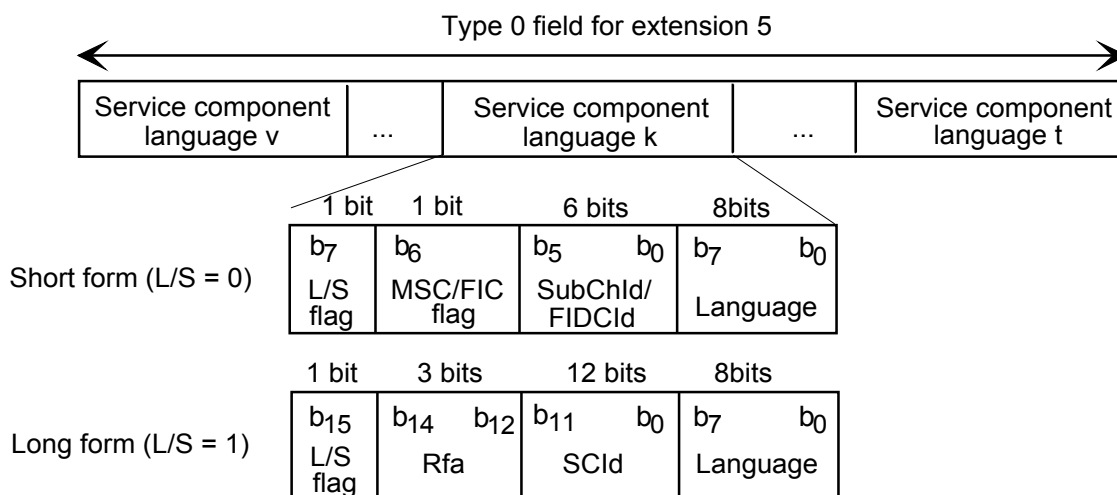 Type 0 field for extension 5
Service component language v
...
Service component language k
...
Service component language t
1 bit 1 bit 6 bits 8bits
Short form (L/S = 0)
b7 b6 b5 b0 b7 b0
L/S flag MSC/FIC flag SubChId/ FIDCId Language
1 bit 3 bits 12 bits 8bits
Long form (L/S = 1)
b15 b14 b12 b11 b0 b7 b0
L/S flag Rfa SCId Language